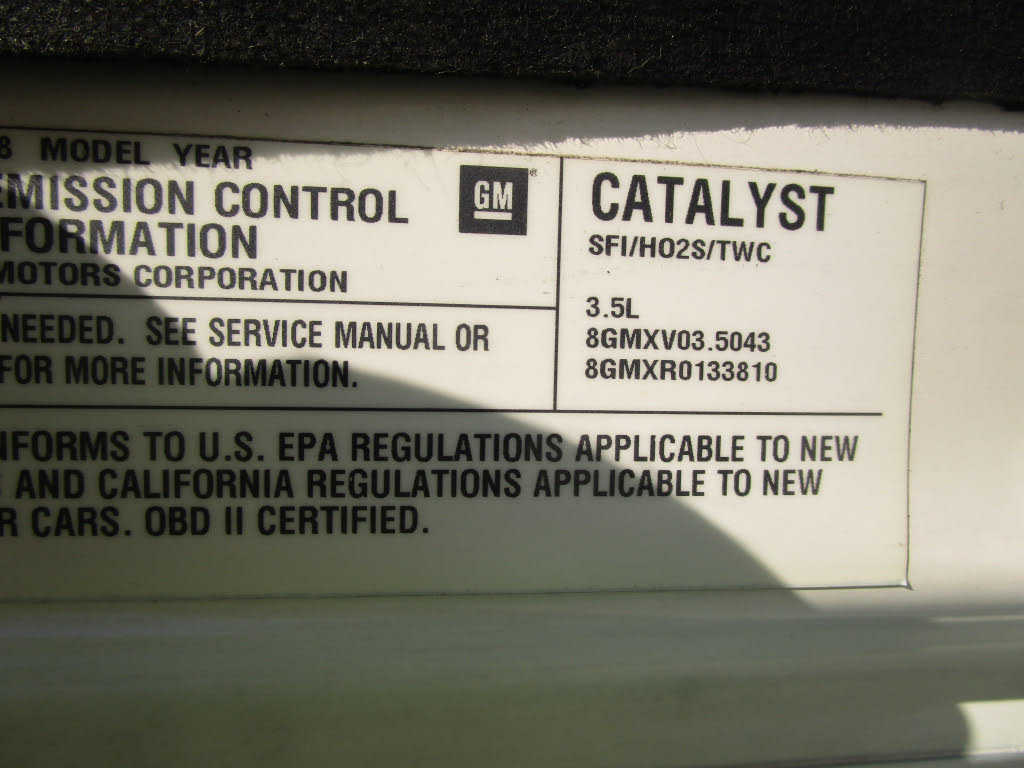 8 MODEL YEAR
EMISSION CONTROL
FORMATION
MOTORS CORPORATION
GM
NEEDED. SEE SERVICE MANUAL OR
FOR MORE INFORMATION.
CATALYST
SFI/HO2S/TWC
3.5L
8GMXV03.5043
8GMXR0133810
NFORMS TO U.S. EPA REGULATIONS APPLICABLE TO NEW
AND CALIFORNIA REGULATIONS APPLICABLE TO NEW
R CARS. OBD II CERTIFIED.